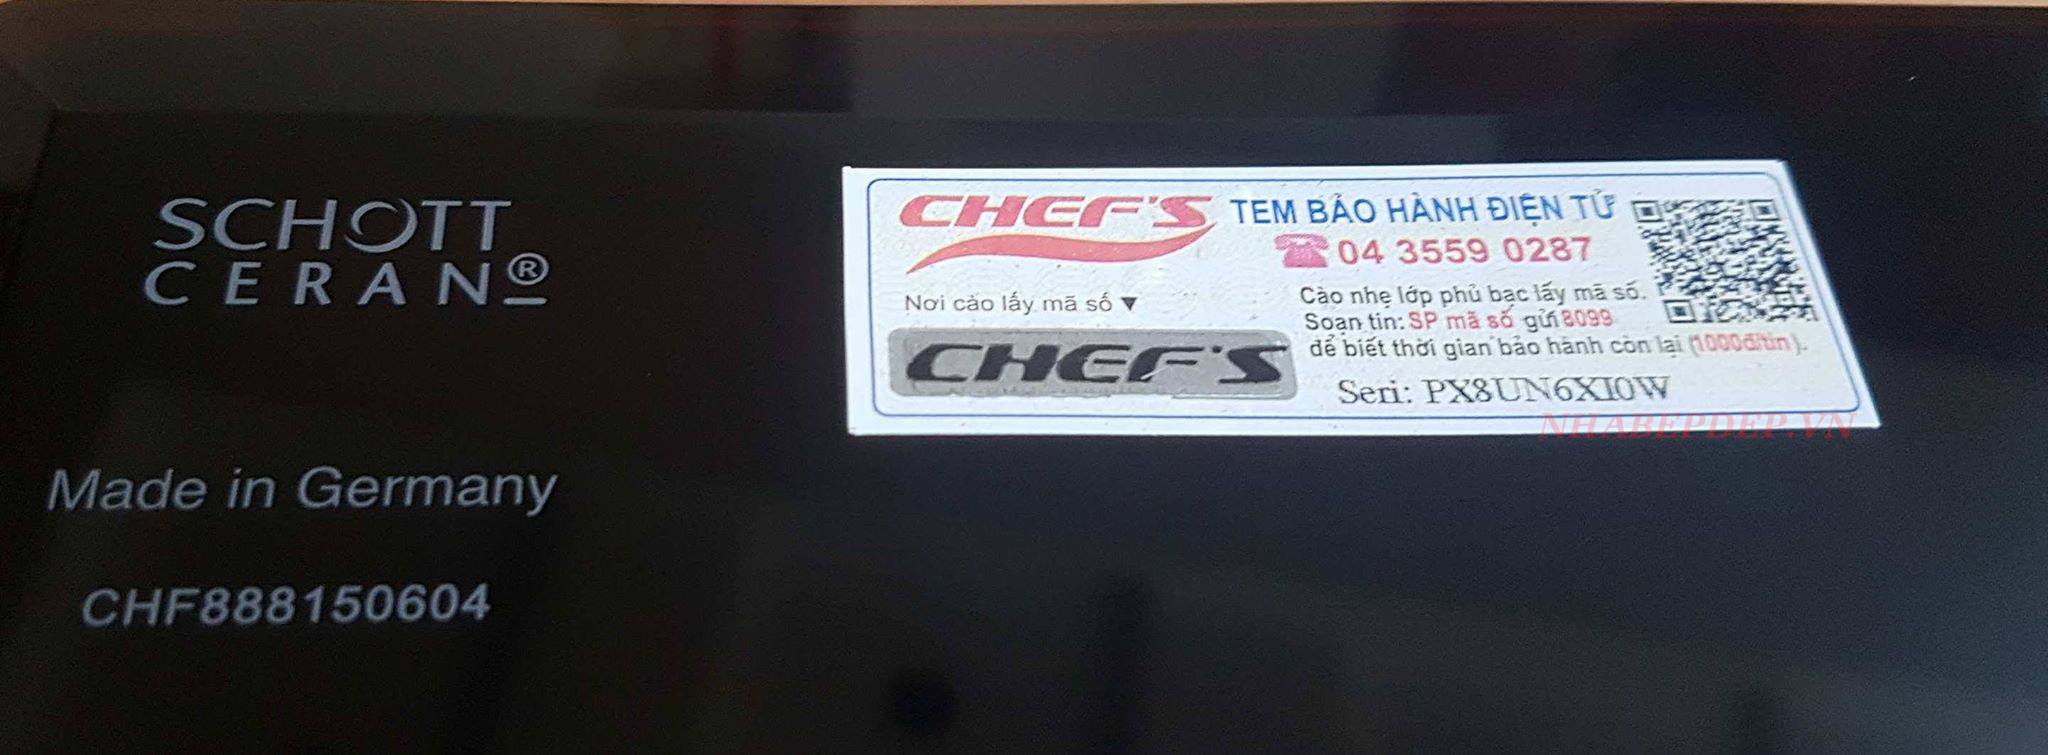 SCHOTT
CERAN®
Made in Germany
CHF888150604
CHEF'S
TEM BẢO HÀNH ĐIỆN TỬ
04 3559 0287
Nơi cào lấy mã số ▼
CHEF'S
Cào nhẹ lớp phủ bạc lấy mã số.
Soạn tin: SP mã số gửi 8099
để biết thời gian bảo hành còn lại (1000đ/tin).
Seri: PX8UN6XI0W
NHABEPDEP.VN